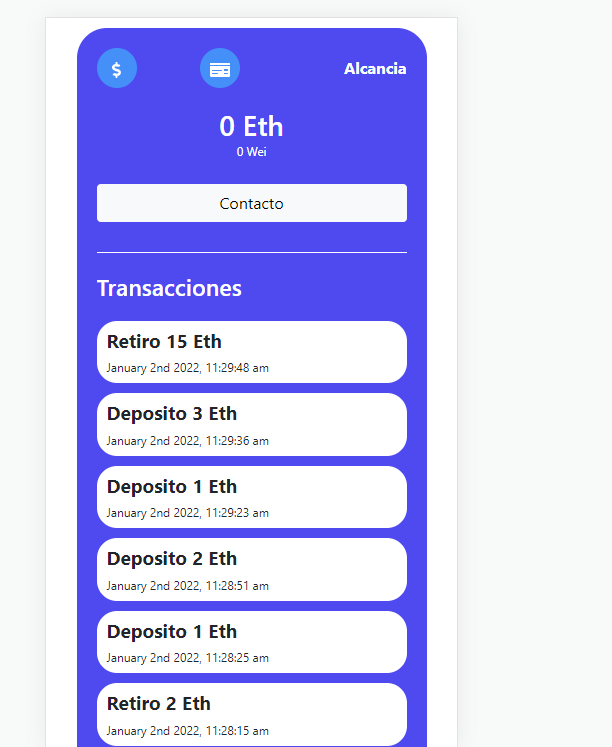 $
Alcancia
0 Eth
0 Wei
Contacto
Transacciones
Retiro 15 Eth
January 2nd 2022, 11:29:48 am
Deposito 3 Eth
January 2nd 2022, 11:29:36 am
Deposito 1 Eth
January 2nd 2022, 11:29:23 am
Deposito 2 Eth
January 2nd 2022, 11:28:51 am
Deposito 1 Eth
January 2nd 2022, 11:28:25 am
Retiro 2 Eth
January 2nd 2022, 11:28:15 am